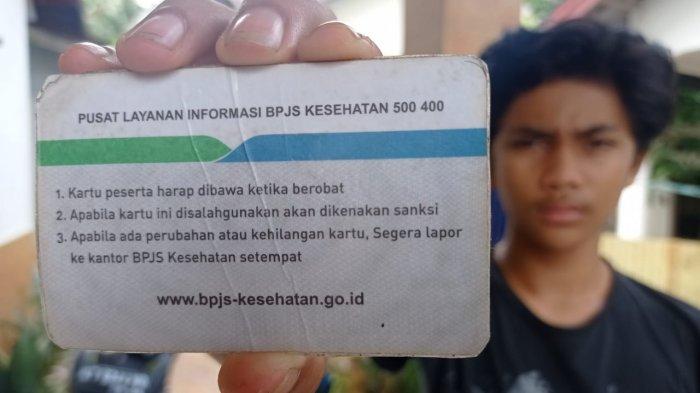 PUSAT LAYANAN INFORMASI BPJS KESEHATAN 500 400
1. Kartu peserta harap dibawa ketika berobat
2. Apabila kartu ini disalahgunakan akan dikenakan sanksi
3. Apabila ada perubahan atau kehilangan kartu, Segera lapor
ke kantor BPJS Kesehatan setempat
www.bpjs-kesehatan.go.id